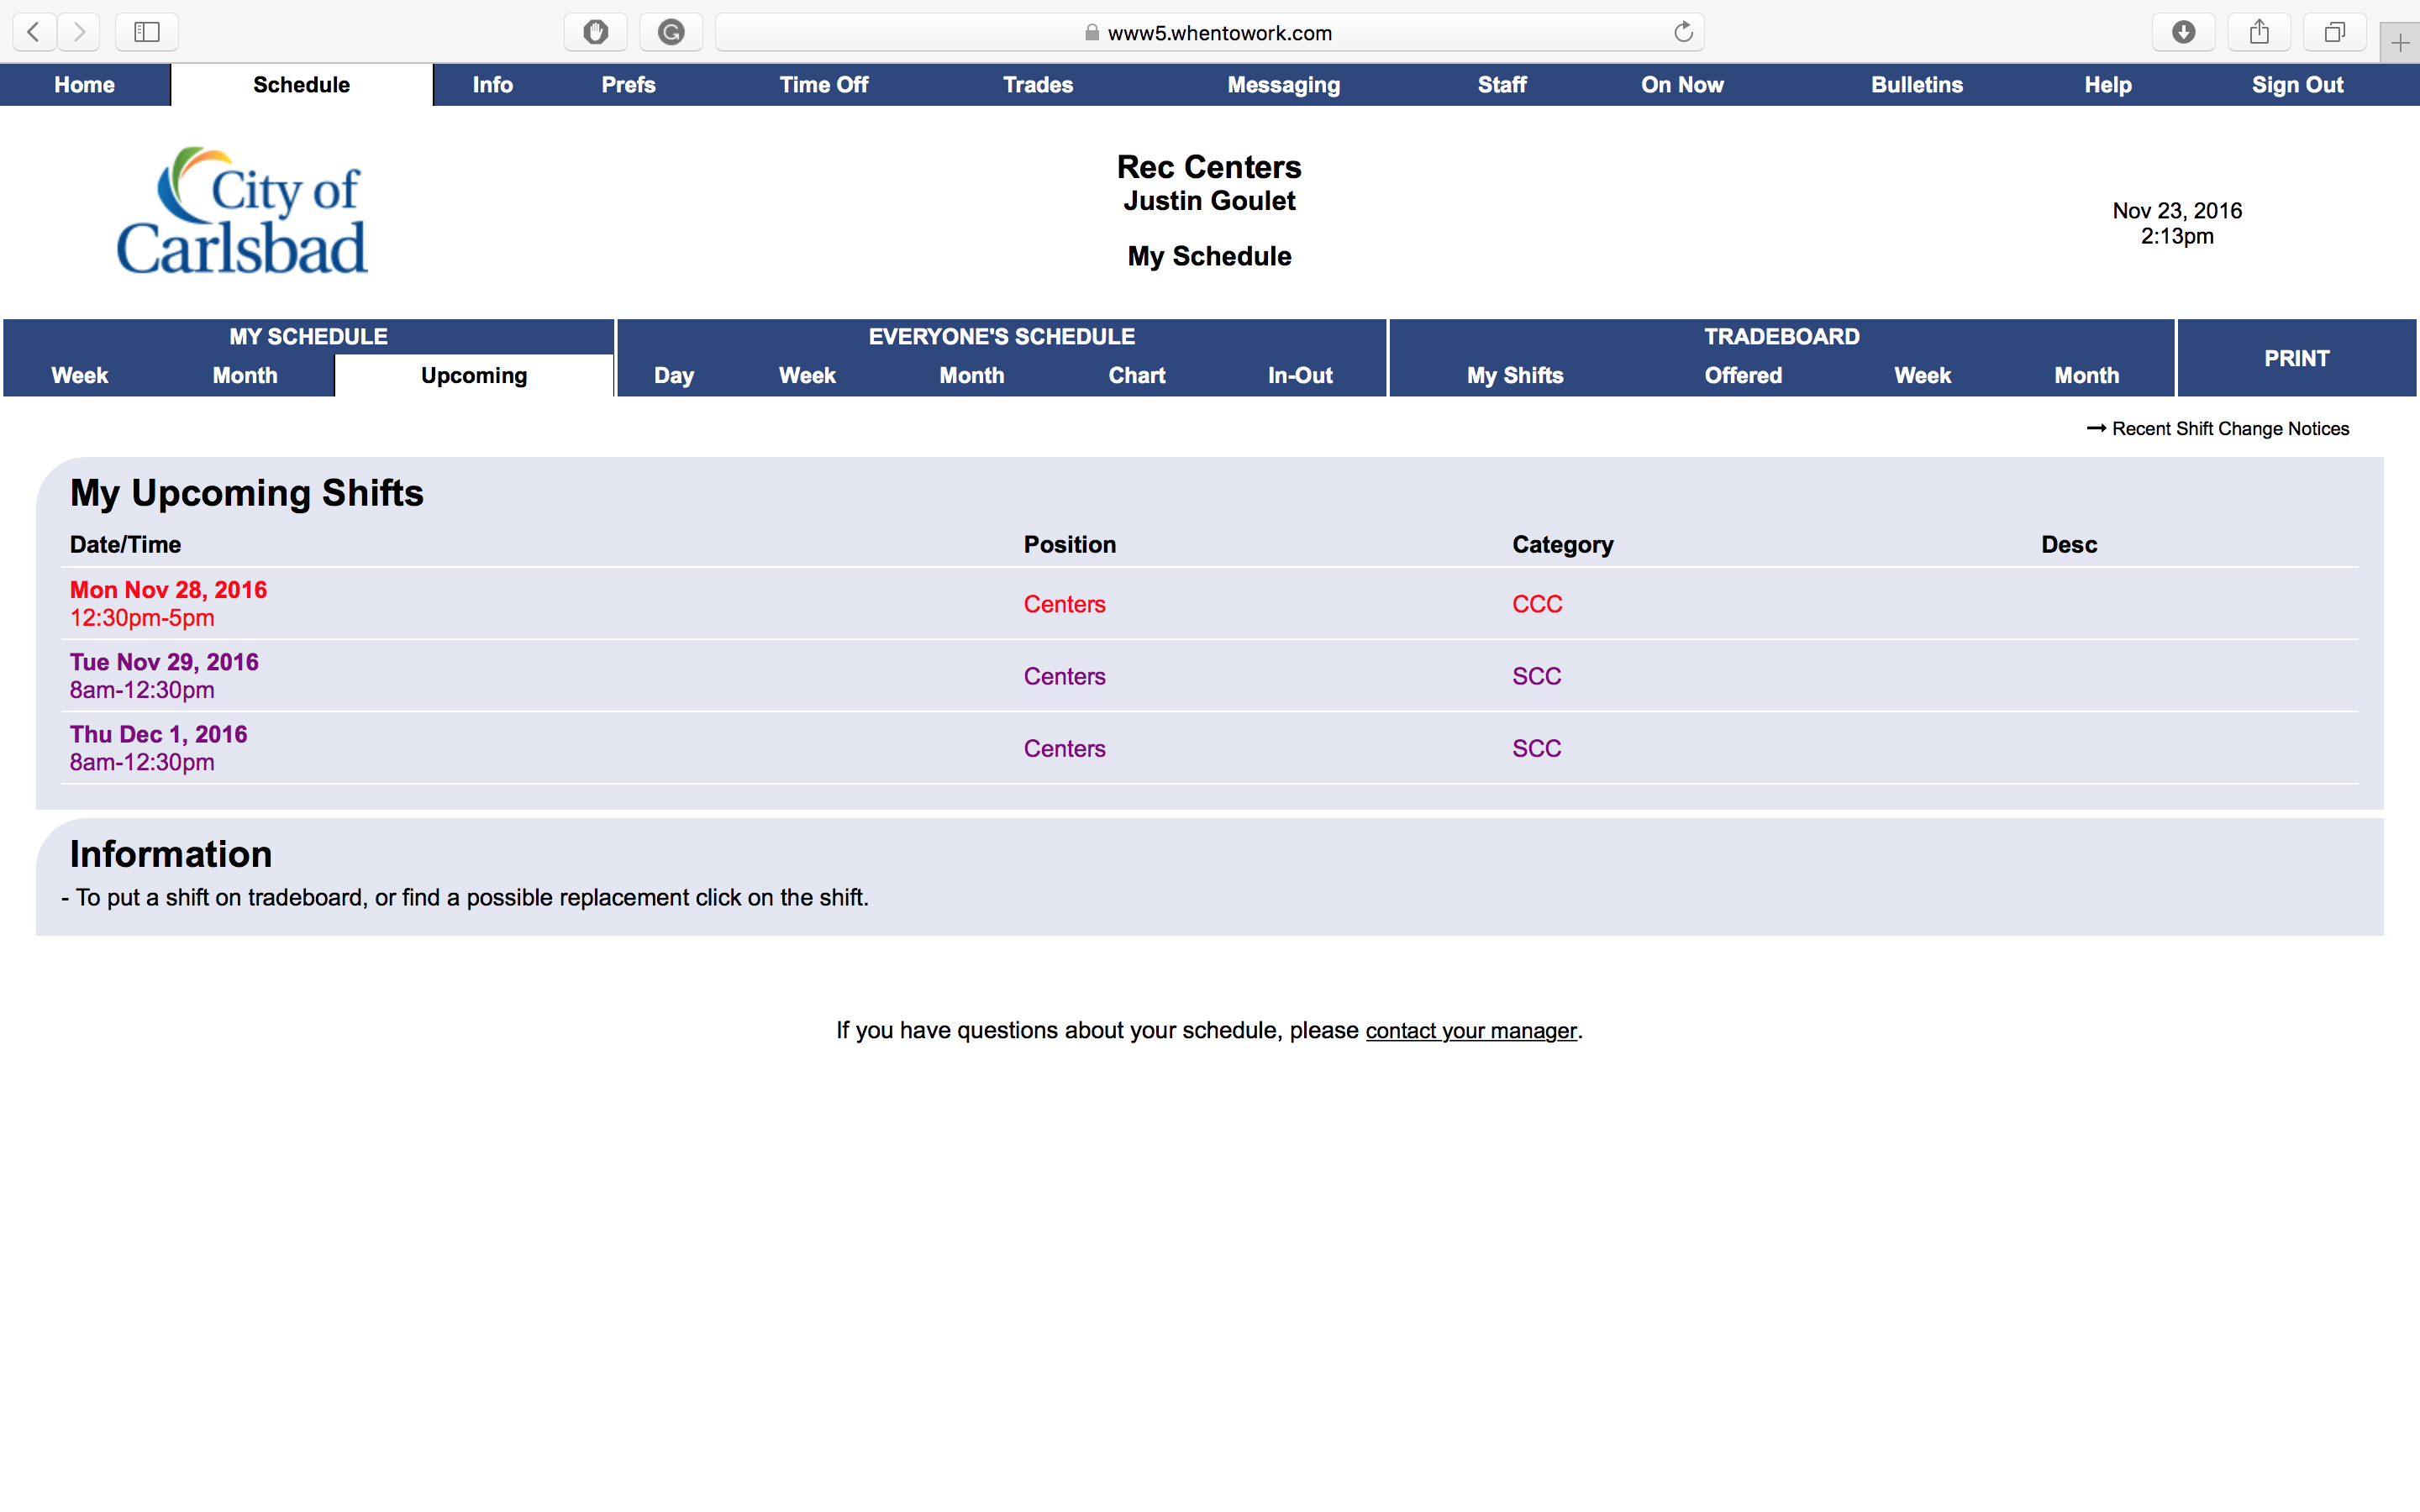 www5.whentowork.com
Home Schedule Info Prefs Time Off Trades Messaging Staff On Now Bulletins Help Sign Out
City of
Carlsbad
Rec Centers
Justin Goulet
My Schedule
Nov 23, 2016
2:13pm
MY SCHEDULE EVERYONE'S SCHEDULE TRADEBOARD PRINT
Week Month Upcoming Day Week Month Chart In-Out My Shifts Offered Week Month
Recent Shift Change Notices
My Upcoming Shifts
Date/Time Position Category Desc
Mon Nov 28, 2016
12:30pm-5pm Centers CCC
Tue Nov 29, 2016
8am-12:30pm Centers SCC
Thu Dec 1, 2016
8am-12:30pm Centers SCC
Information
- To put a shift on tradeboard, or find a possible replacement click on the shift.
If you have questions about your schedule, please contact your manager.